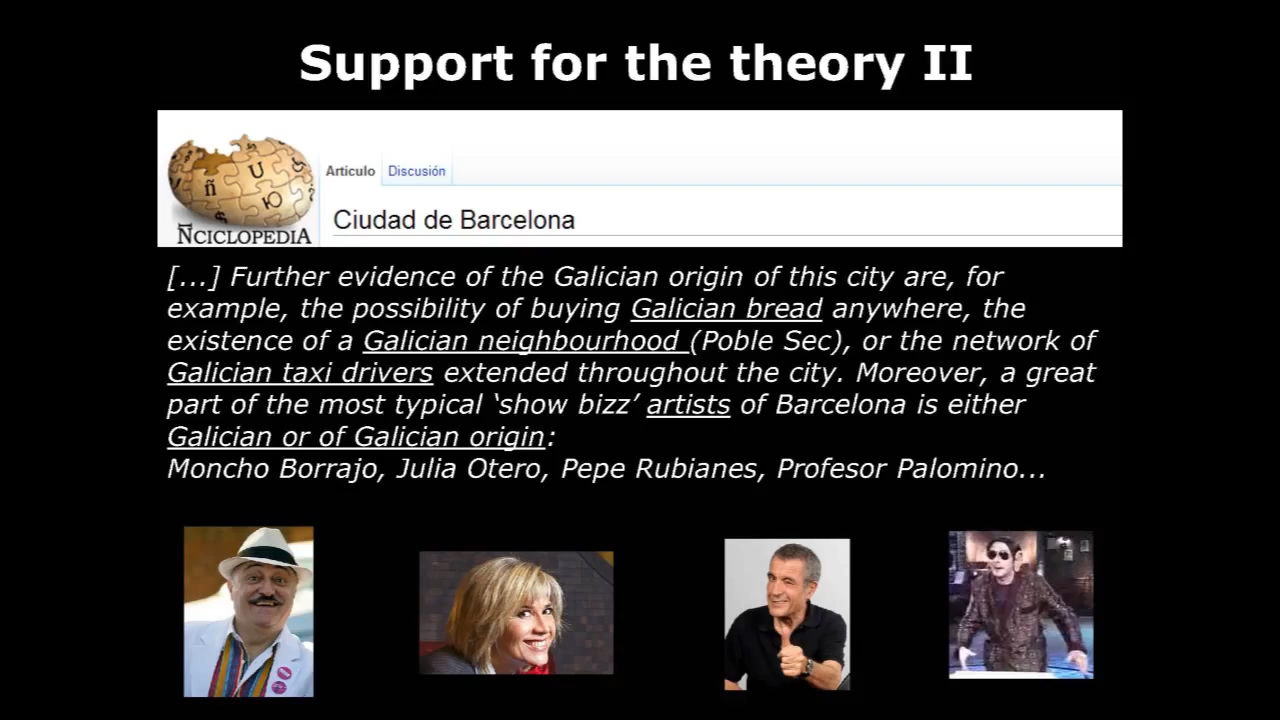 Support for the theory II
Artículo Discusión
Ciudad de Barcelona
ÑCICLOPEDIA
[...] Further evidence of the Galician origin of this city are, for
example, the possibility of buying Galician bread anywhere, the
existence of a Galician neighbourhood (Poble Sec), or the network of
Galician taxi drivers extended throughout the city. Moreover, a great
part of the most typical ‘show bizz’ artists of Barcelona is either
Galician or of Galician origin:
Moncho Borrajo, Julia Otero, Pepe Rubianes, Profesor Palomino...